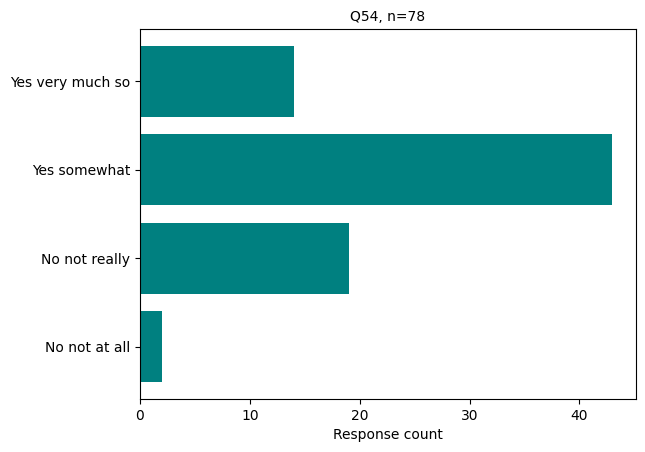 Q54, n=78
Yes very much so
Yes somewhat
No not really
No not at all
0 10 20 30 40
Response count